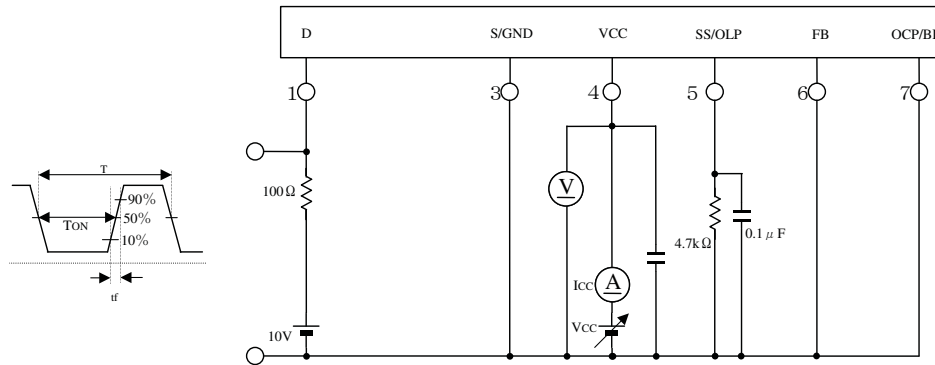 D S/GND VCC SS/OLP FB
1 3 4 5 6 7
T
TON
90%
50%
10%
tf
100Ω
V
4.7kΩ
0.1μF
ICC
A
VCC
10V